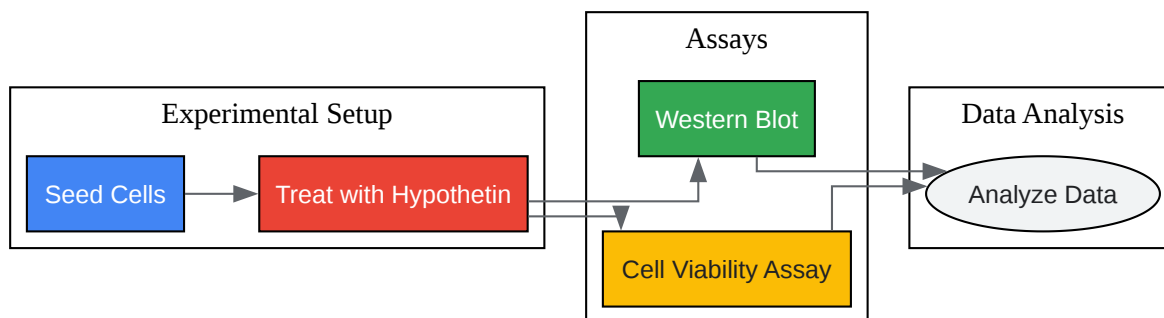 Experimental Setup
Seed Cells
Treat with Hypothetin
Assays
Western Blot
Cell Viability Assay
Data Analysis
Analyze Data